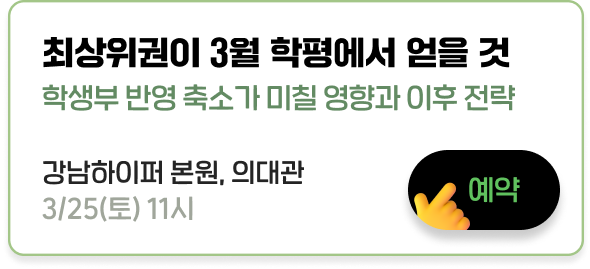 최상위권이 3월 학평에서 얻을 것
학생부 반영 축소가 미칠 영향과 이후 전략
강남하이퍼 본원, 의대관
3/25(토) 11시
예약